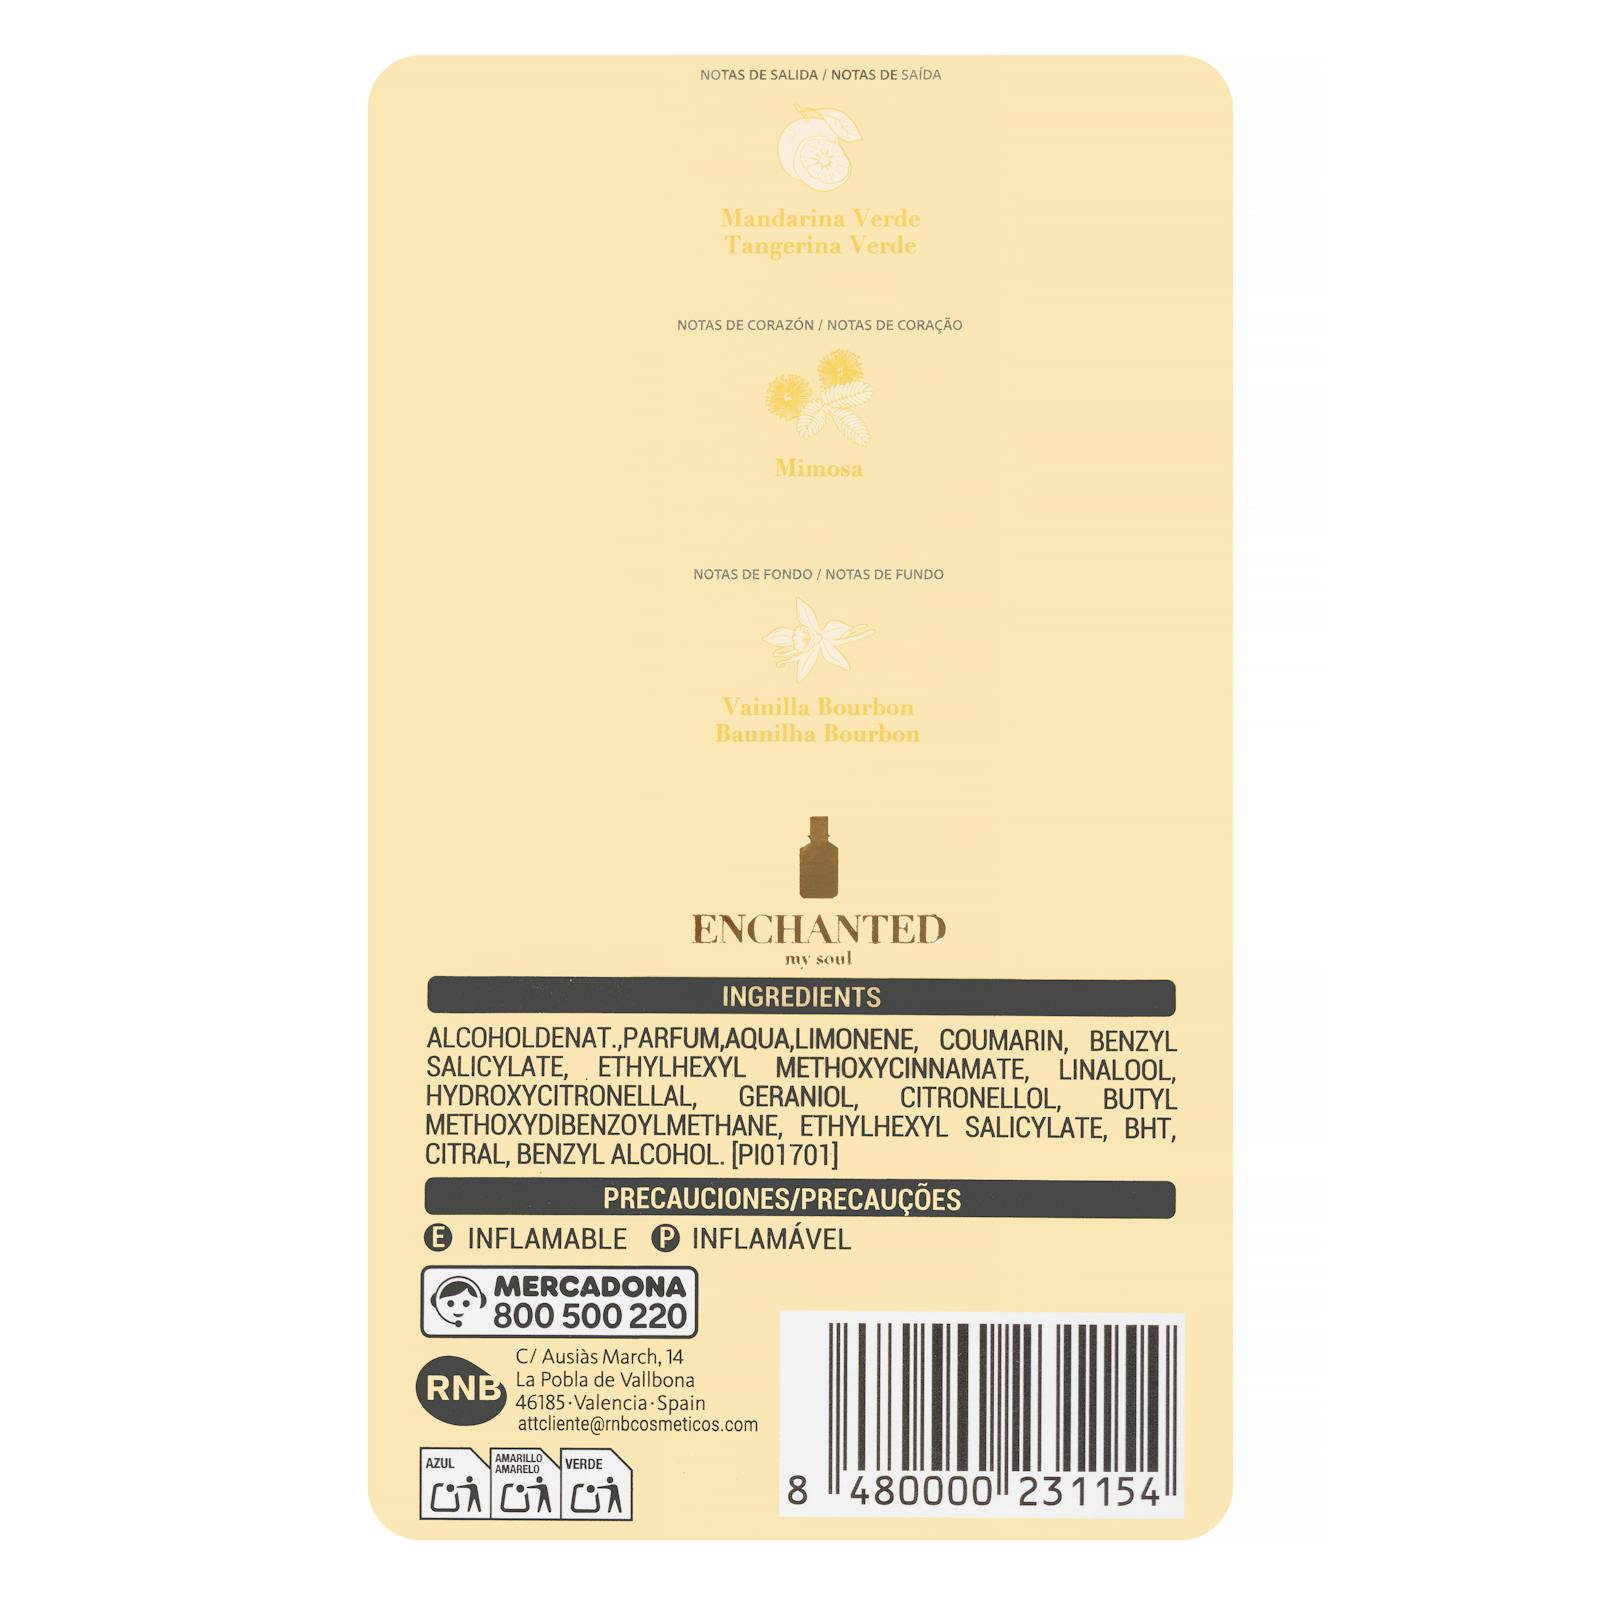 NOTAS DE SALIDA / NOTAS DE SAÍDA
Mandarina Verde
Tangerina Verde
NOTAS DE CORAZÓN / NOTAS DE CORAÇÃO
Mimosa
NOTAS DE FONDO / NOTAS DE FUNDO
Vainilla Bourbon
Baunilha Bourbon
ENCHANTED
my soul
INGREDIENTS
ALCOHOLDENAT.,PARFUM,AQUA,LIMONENE, COUMARIN, BENZYL
SALICYLATE, ETHYLHEXYL METHOXYCINNAMATE, LINALOOL,
HYDROXYCITRONELLAL, GERANIOL, CITRONELLOL, BUTYL
METHOXYDIBENZOYLMETHANE, ETHYLHEXYL SALICYLATE, BHT,
CITRAL, BENZYL ALCOHOL. [PI01701]
PRECAUCIONES/PRECAUÇÕES
E INFLAMABLE P INFLAMÁVEL
MERCADONA
800 500 220
RNB
C/ Ausiàs March, 14
La Pobla de Vallbona
46185·Valencia·Spain
attcliente@rnbcosmeticos.com
AZUL
AMARILLO
AMARELO
VERDE
8 480000 231154